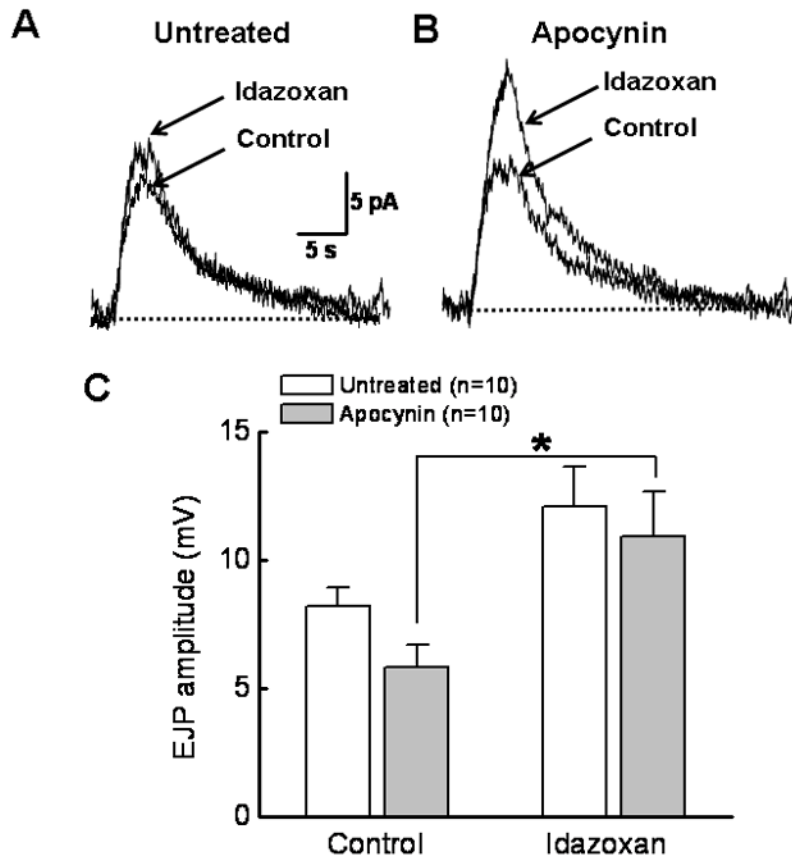 A
Untreated
B
Apocynin
Idazoxan
Control
5 pA
5 s
Idazoxan
Control
C
Untreated (n=10)
Apocynin (n=10)
EJP amplitude (mV)
15
10
5
0
*
Control
Idazoxan